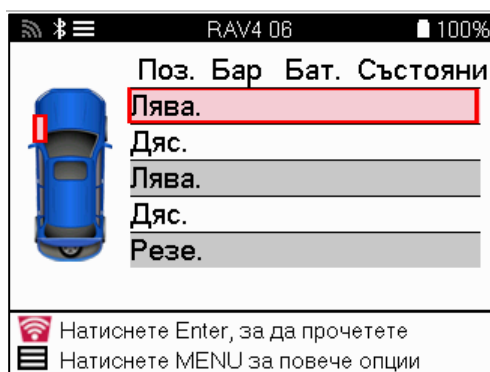 RAV4 06 100%
Поз. Бар Бат. Състояни
Лява.
Дяс.
Лява.
Дяс.
Резе.
Натиснете Enter, за да прочетете
Натиснете MENU за повече опции